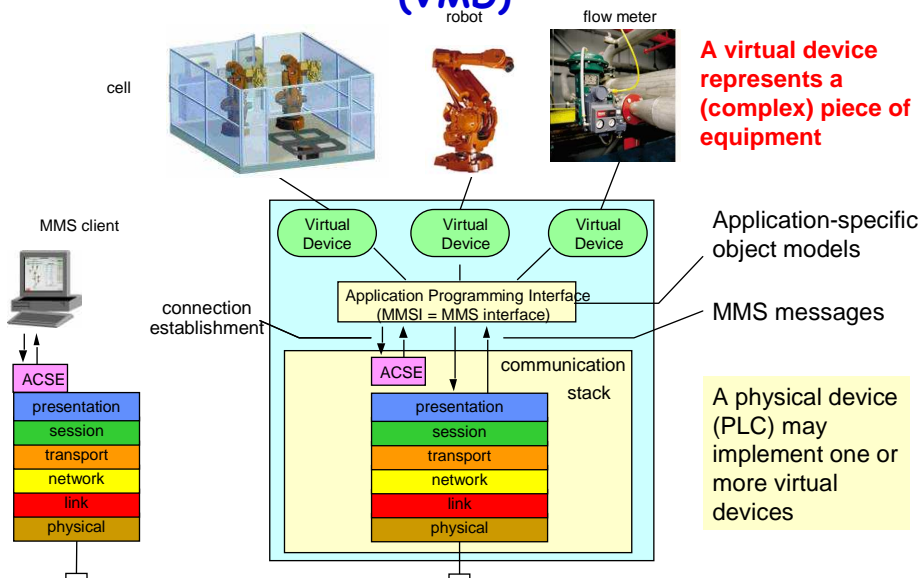 (VMD)
robot
flow meter
cell
A virtual device
represents a
(complex) piece of
equipment
MMS client
Virtual
Device
Virtual
Device
Virtual
Device
Application-specific
object models
Application Programming Interface
(MMSI = MMS interface)
connection
establishment
MMS messages
ACSE
presentation
session
transport
network
link
physical
communication
stack
ACSE
presentation
session
transport
network
link
physical
A physical device
(PLC) may
implement one or
more virtual
devices